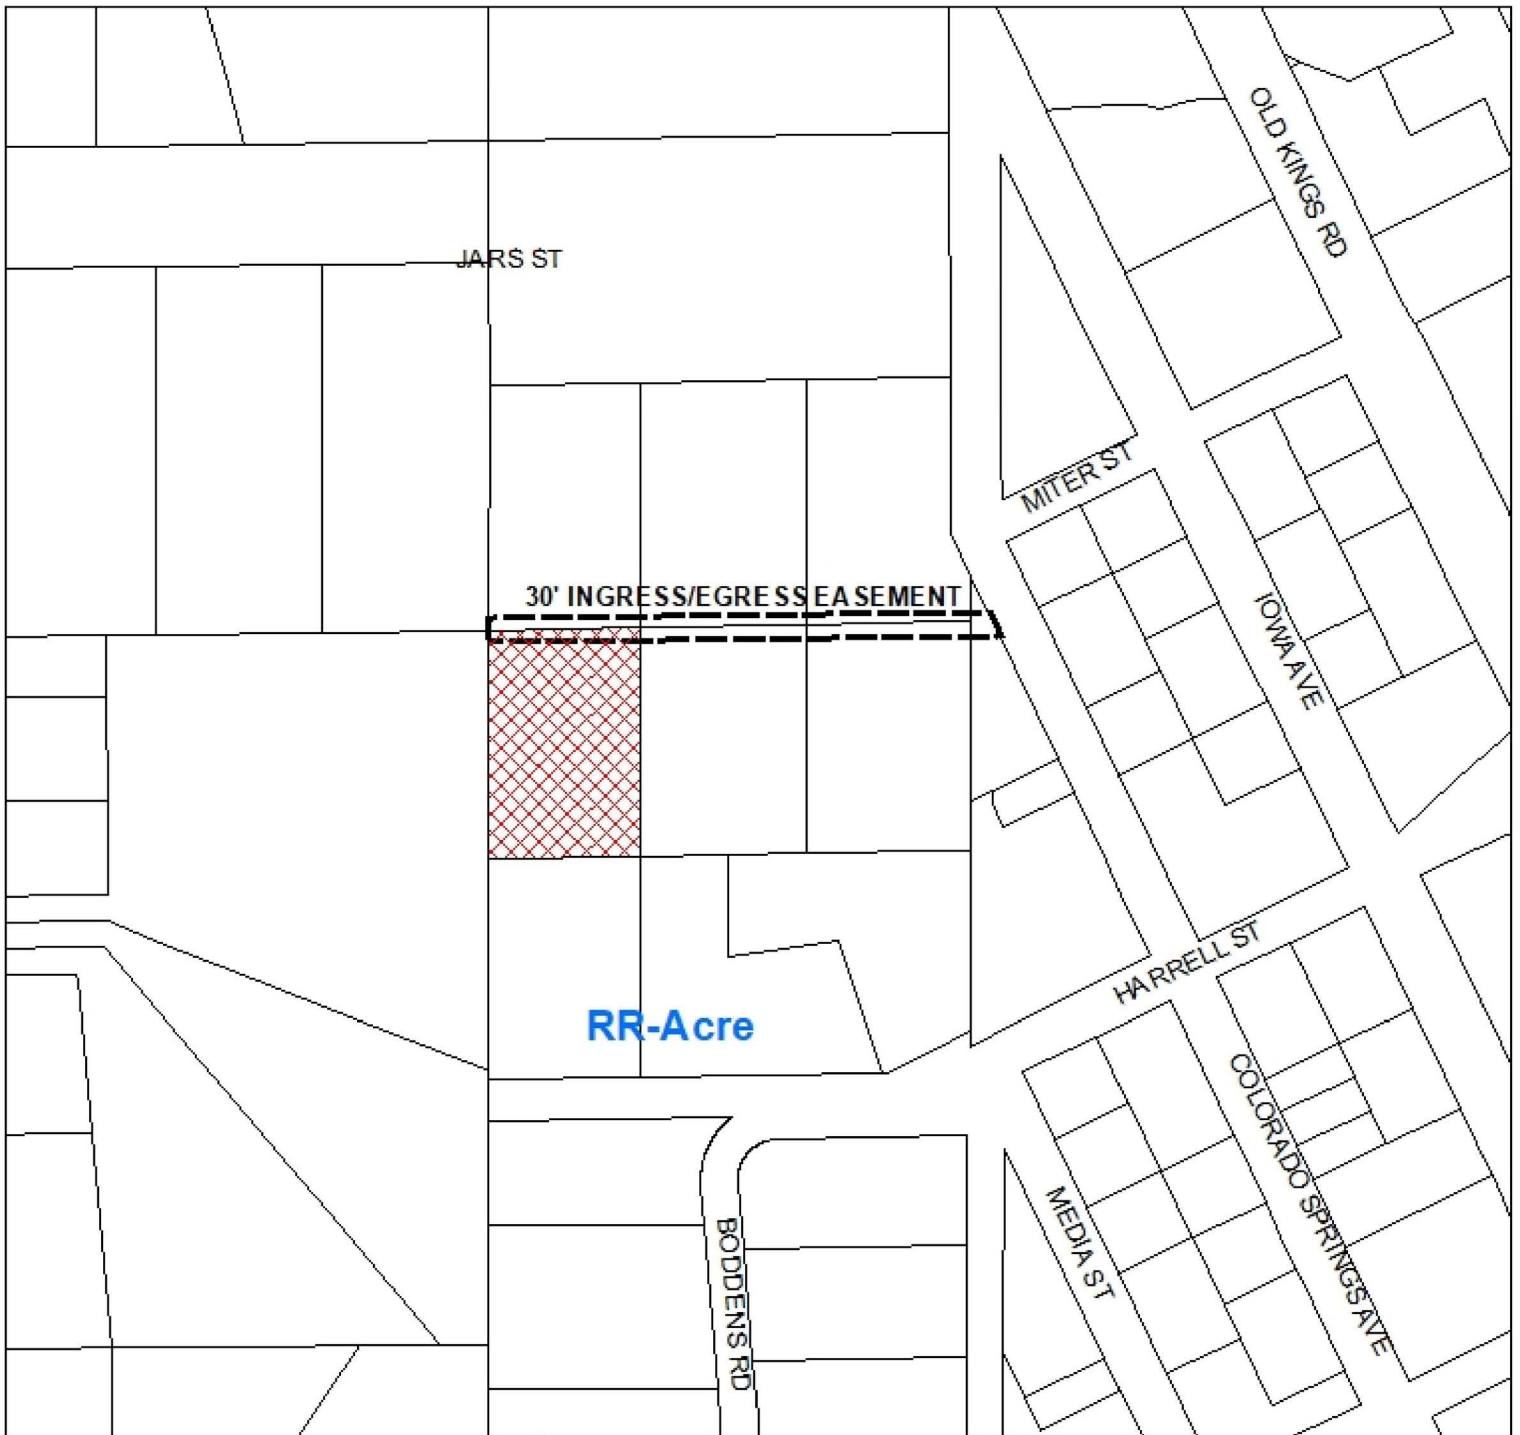 OLD KINGS RD
JARS ST
MITER ST
30' INGRESS/EGRESS EASEMENT
IOWA AVE
HARRELL ST
RR-Acre
COLORADO SPRINGS AVE
MEDIA ST
BODDENS RD